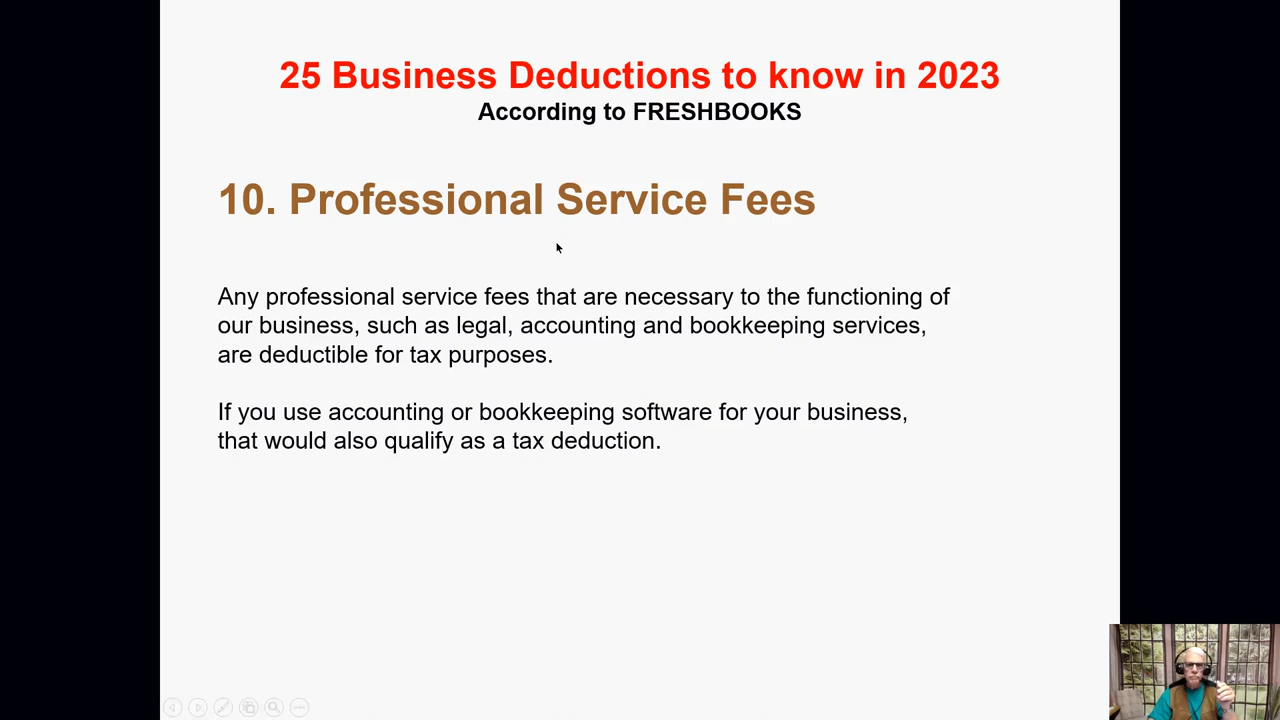 25 Business Deductions to know in 2023
According to FRESHBOOKS
10. Professional Service Fees
Any professional service fees that are necessary to the functioning of
our business, such as legal, accounting and bookkeeping services,
are deductible for tax purposes.
If you use accounting or bookkeeping software for your business,
that would also qualify as a tax deduction.